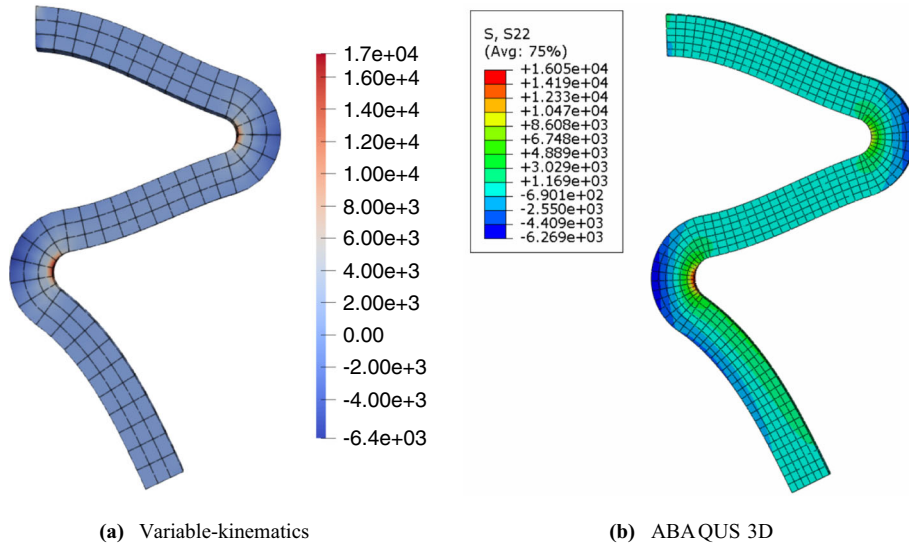 1.7e+04
1.60e+4
1.40e+4
1.20e+4
1.00e+4
8.00e+3
6.00e+3
4.00e+3
2.00e+3
0.00
-2.00e+3
-4.00e+3
-6.4e+03
S, S22
(Avg: 75%)
+1.605e+04
+1.419e+04
+1.233e+04
+1.047e+04
+8.608e+03
+6.748e+03
+4.889e+03
+3.029e+03
+1.169e+03
-6.901e+02
-2.550e+03
-4.409e+03
-6.269e+03
(a) Variable-kinematics
(b) ABAQUS 3D